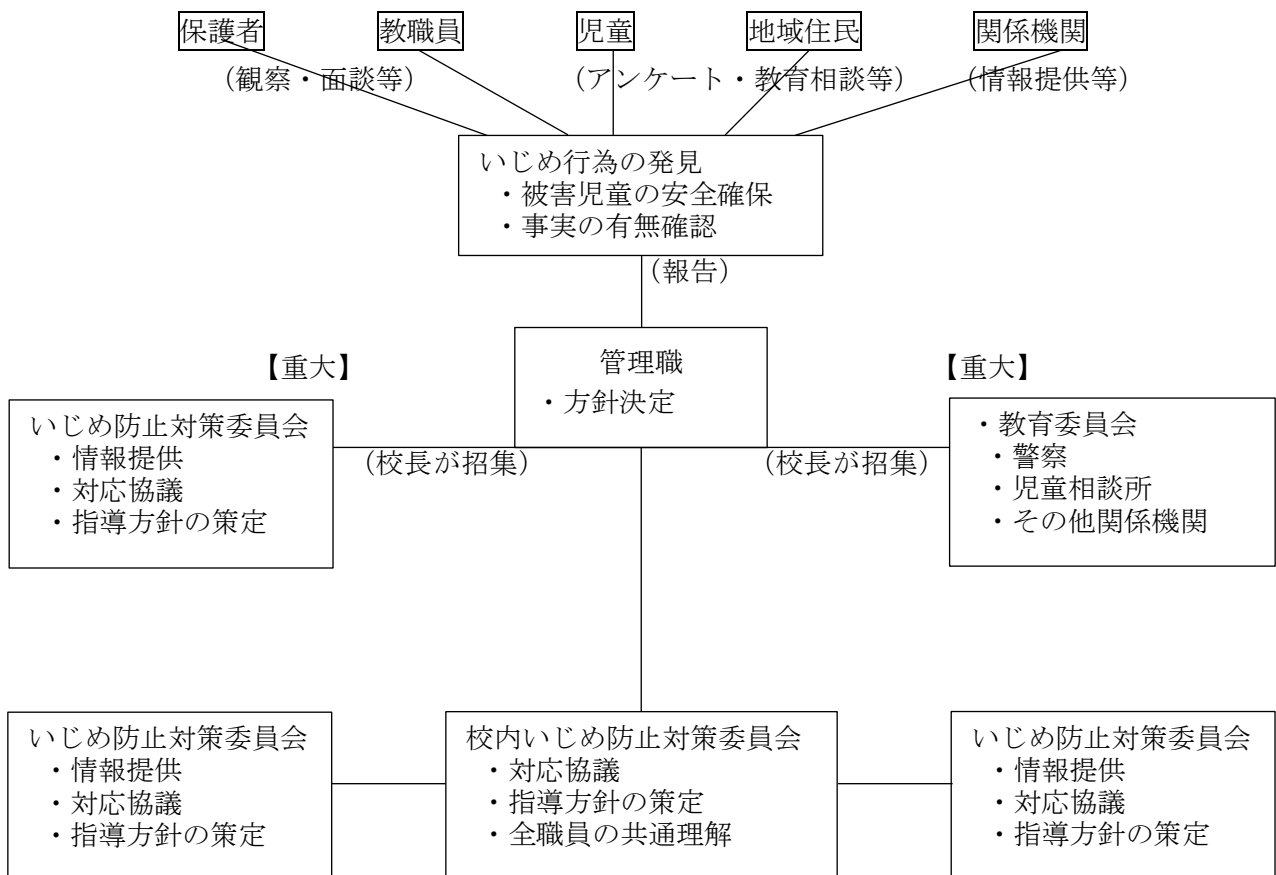 保護者
教職員
児童
地域住民
関係機関
（観察・面談等）
（アンケート・教育相談等）
（情報提供等）
いじめ行為の発見
・被害児童の安全確保
・事実の有無確認
（報告）
管理職
・方針決定
【重大】
【重大】
いじめ防止対策委員会
・情報提供
・対応協議
・指導方針の策定
（校長が招集）
（校長が招集）
・教育委員会
・警察
・児童相談所
・その他関係機関
いじめ防止対策委員会
・情報提供
・対応協議
・指導方針の策定
校内いじめ防止対策委員会
・対応協議
・指導方針の策定
・全職員の共通理解
いじめ防止対策委員会
・情報提供
・対応協議
・指導方針の策定